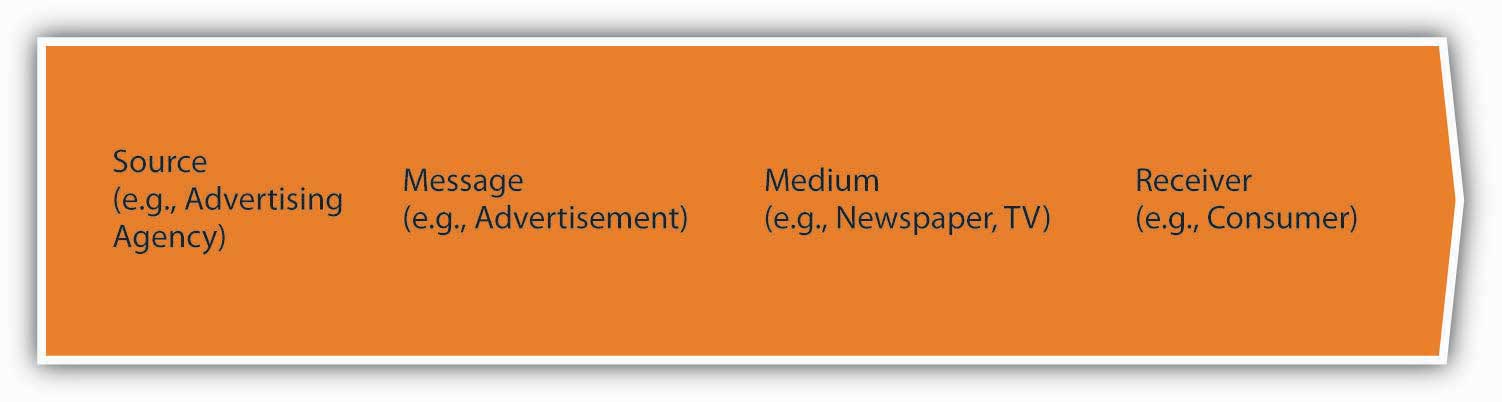 Source
(e.g., Advertising
Agency)
Message
(e.g., Advertisement)
Medium
(e.g., Newspaper, TV)
Receiver
(e.g., Consumer)